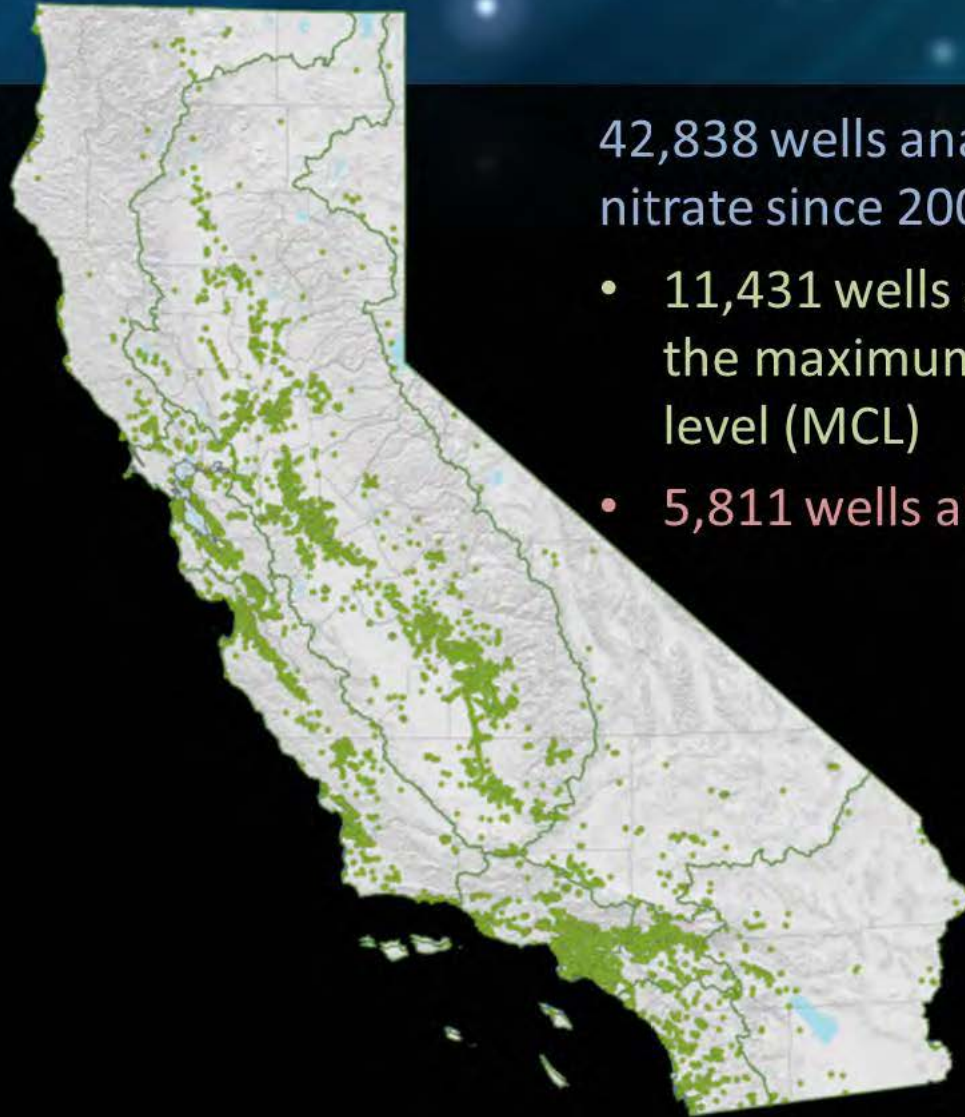 42,838 wells ana
nitrate since 200
• 11,431 wells
the maximum
level (MCL)
• 5,811 wells a